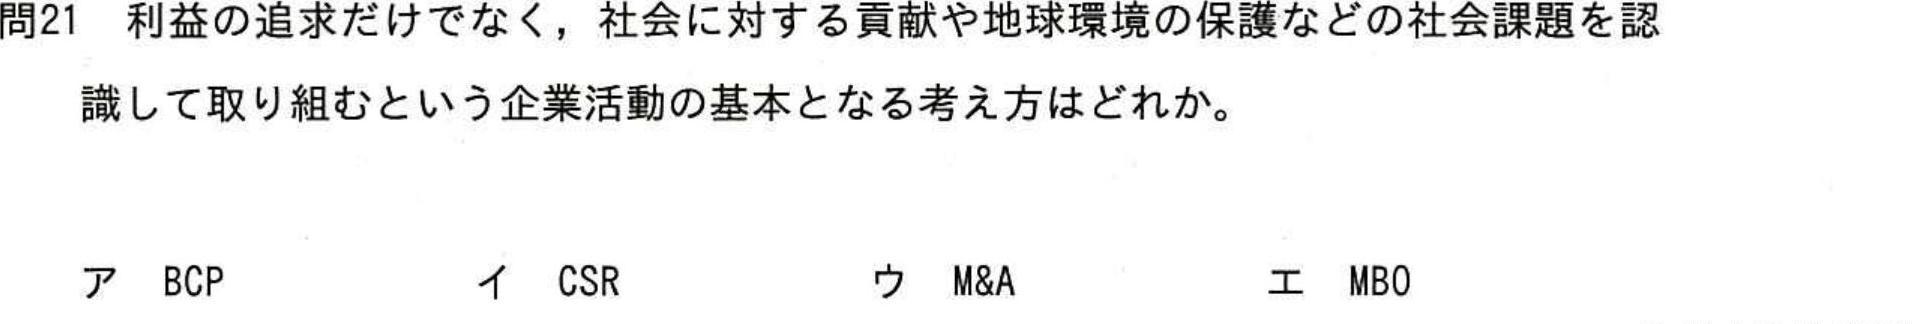 問21　利益の追求だけでなく，社会に対する貢献や地球環境の保護などの社会課題を認
識して取り組むという企業活動の基本となる考え方はどれか。
ア　BCP　イ　CSR　ウ　M&A　エ　MBO